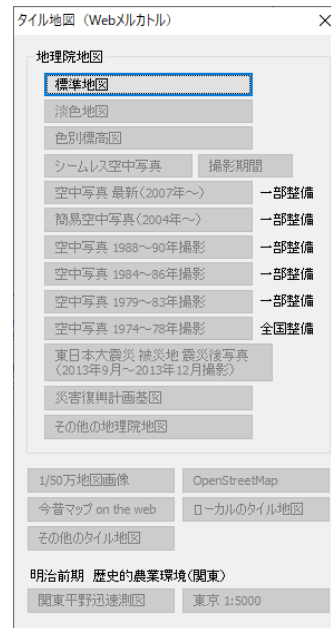 タイル地図（Webメルカトル）
地理院地図
標準地図
淡色地図
色別標高図
シームレス空中写真 撮影期間
空中写真 最新(2007年～) 一部整備
簡易空中写真(2004年～) 一部整備
空中写真 1988～90年撮影 一部整備
空中写真 1984～86年撮影 一部整備
空中写真 1979～83年撮影 一部整備
空中写真 1974～78年撮影 全国整備
東日本大震災 被災地 震災後写真
(2013年9月～2013年12月撮影)
災害復興計画基図
その他の地理院地図
1/50万地図画像 OpenStreetMap
今昔マップ on the web ローカルのタイル地図
その他のタイル地図
明治前期 歴史的農業環境(関東)
関東平野迅速測図 東京 1:5000